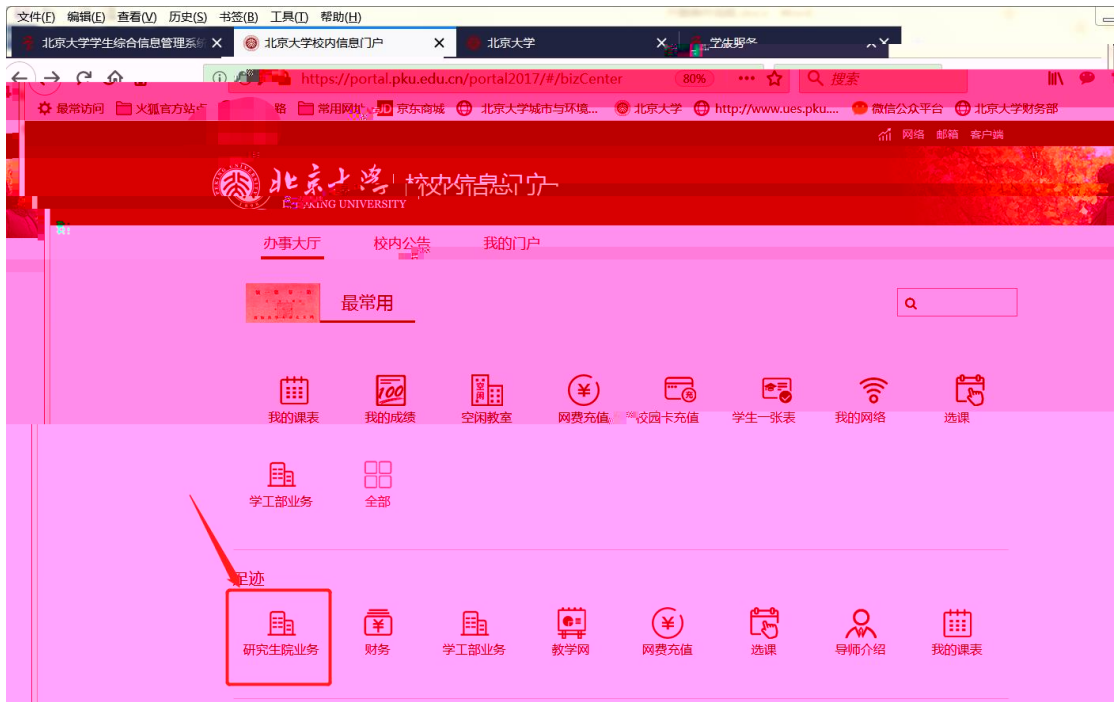 文件(F) 编辑(E) 查看(V) 历史(S) 书签(B) 工具(T) 帮助(H)
北京大学学生综合信息管理系统 北京大学校内信息门户 北京大学
https://portal.pku.edu.cn/portal2017/#/bizCenter 80% 搜索
最常访问 火狐官方站点 常用网址 京东商城 北京大学城市与环境... 北京大学 http://www.ues.pku.... 微信公众平台 北京大学财务部
网络 邮箱 客户端
北京大学 校内信息门户
PEKING UNIVERSITY
办事大厅 校内公告 我的门户
最常用
我的课表 我的成绩 空闲教室 网费充值 校园卡充值 学生一张表 我的网络 选课
学工部业务 全部
足迹
研究生院业务 财务 学工部业务 教学网 网费充值 选课 导师介绍 我的课表